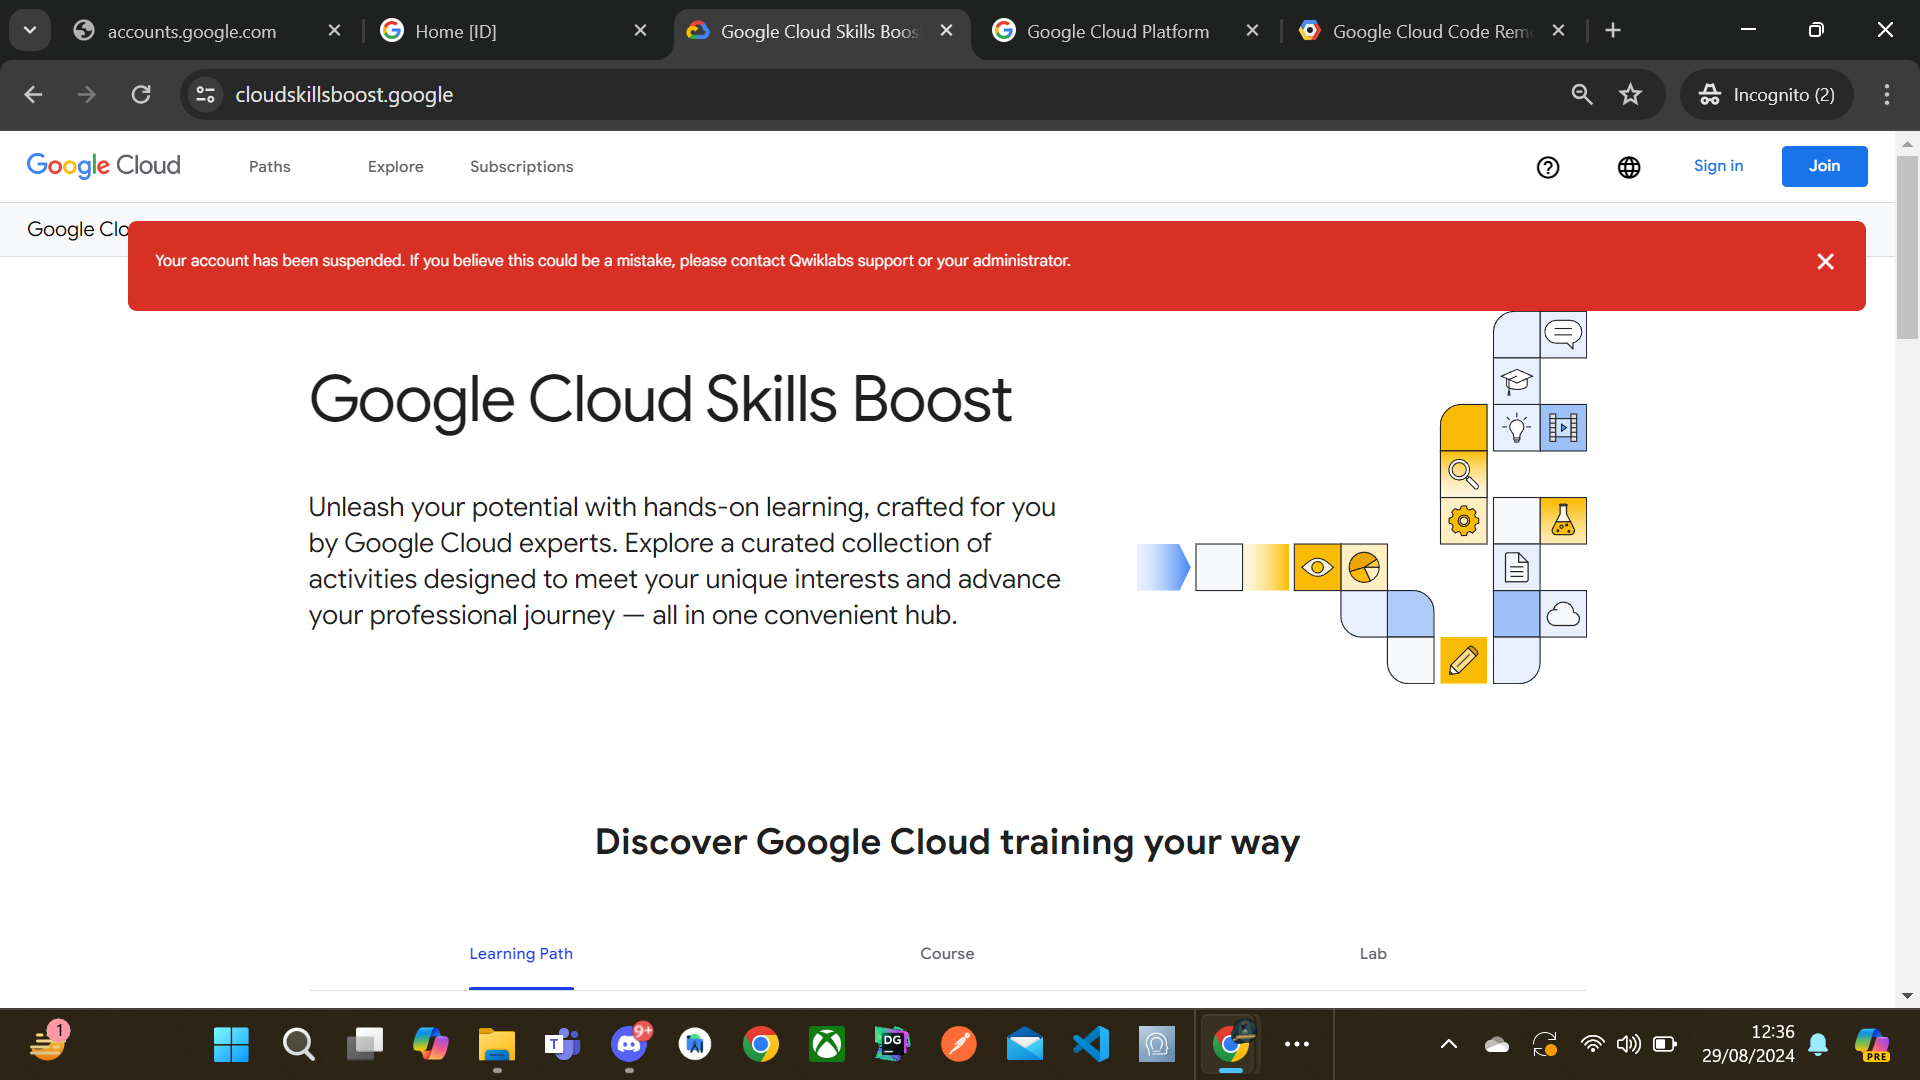 accounts.google.com
Home [ID]
Google Cloud Skills Boos
Google Cloud Platform
Google Cloud Code Rem
cloudskillsboost.google
Incognito (2)
Google Cloud
Paths
Explore
Subscriptions
Sign in
Join
Google Clo
Your account has been suspended. If you believe this could be a mistake, please contact Qwiklabs support or your administrator.
Google Cloud Skills Boost
Unleash your potential with hands-on learning, crafted for you
by Google Cloud experts. Explore a curated collection of
activities designed to meet your unique interests and advance
your professional journey — all in one convenient hub.
Discover Google Cloud training your way
Learning Path
Course
Lab
1
9+
DG
12:36
29/08/2024
PRE